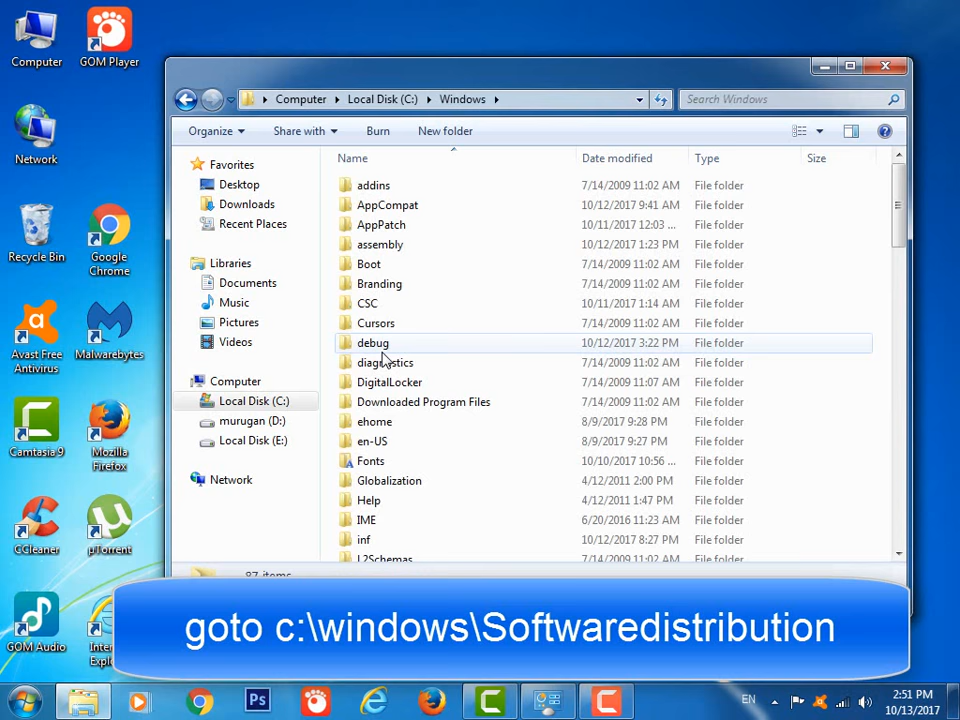 Computer
GOM Player
Network
Recycle Bin
Google
Chrome
Avast Free
Antivirus
Malwarebytes
Camtasia 9
Mozilla
Firefox
CCleaner
µTorrent
GOM Audio
Computer
Local Disk (C:)
Windows
Search Windows
Organize
Share with
Burn
New folder
Favorites
Desktop
Downloads
Recent Places
Libraries
Documents
Music
Pictures
Videos
Computer
Local Disk (C:)
murugan (D:)
Local Disk (E:)
Network
Name Date modified Type Size
addins 7/14/2009 11:02 AM File folder
AppCompat 10/12/2017 9:41 AM File folder
AppPatch 10/11/2017 12:03 ... File folder
assembly 10/12/2017 1:23 PM File folder
Boot 7/14/2009 11:02 AM File folder
Branding 7/14/2009 11:02 AM File folder
CSC 10/11/2017 1:14 AM File folder
Cursors 7/14/2009 11:02 AM File folder
debug 10/12/2017 3:22 PM File folder
diagnostics 7/14/2009 11:02 AM File folder
DigitalLocker 7/14/2009 11:07 AM File folder
Downloaded Program Files 7/14/2009 11:02 AM File folder
ehome 8/9/2017 9:28 PM File folder
en-US 8/9/2017 9:27 PM File folder
Fonts 10/10/2017 10:56 ... File folder
Globalization 4/12/2011 2:00 PM File folder
Help 4/12/2011 1:47 PM File folder
IME 6/20/2016 11:23 AM File folder
inf 10/12/2017 8:27 PM File folder
L2Schemas 7/14/2009 11:02 AM File folder
87 items
goto c:\windows\Softwaredistribution
Ps
EN
2:51 PM
10/13/2017